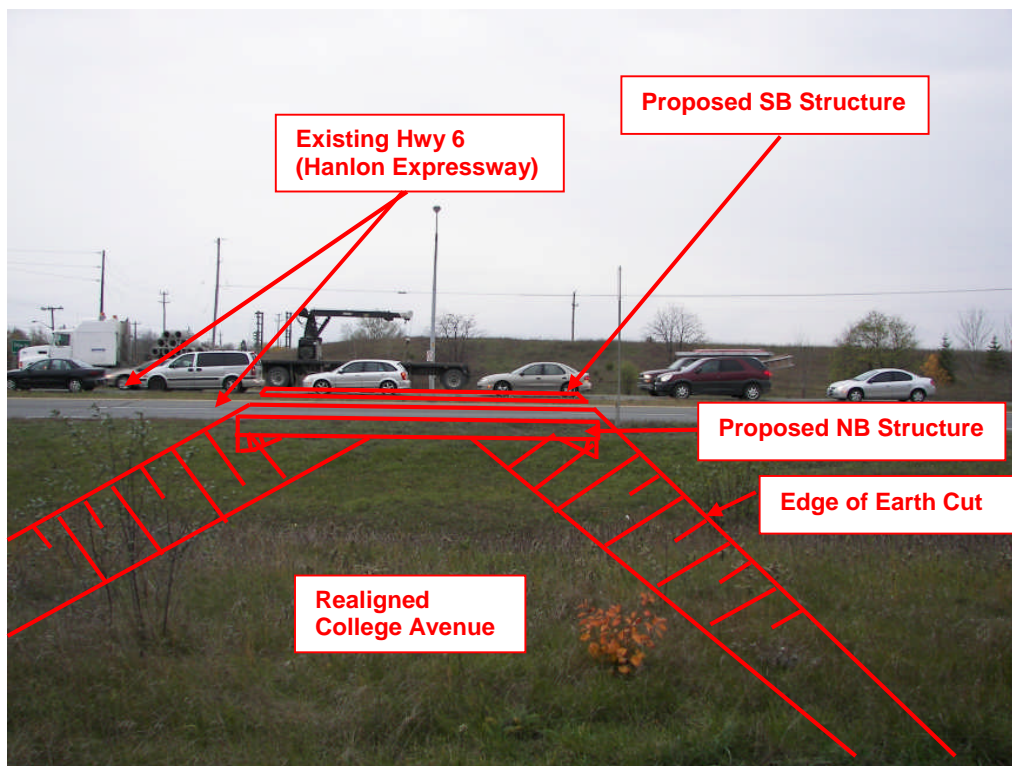 Proposed SB Structure
Existing Hwy 6
(Hanlon Expressway)
Proposed NB Structure
Edge of Earth Cut
Realigned
College Avenue